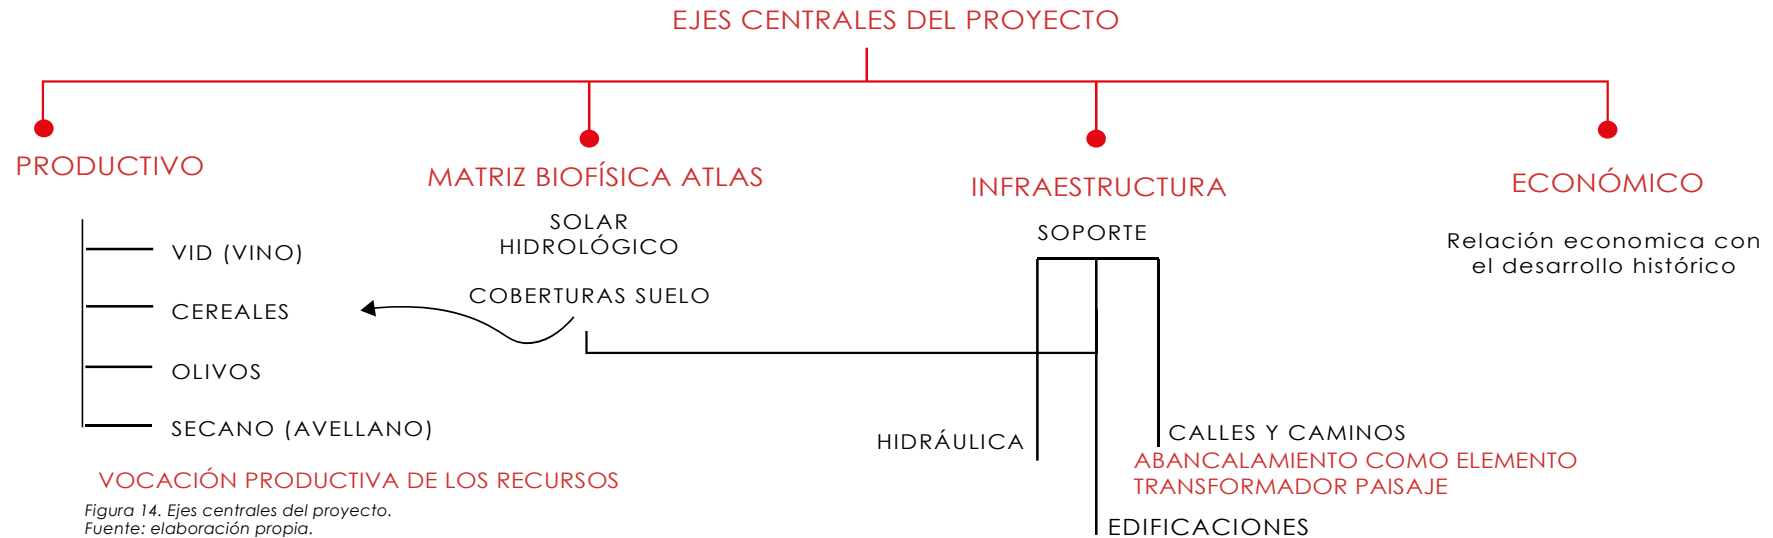 EJES CENTRALES DEL PROYECTO
PRODUCTIVO
VID (VINO)
CEREALES
OLIVOS
SECANO (AVELLANO)
VOCACIÓN PRODUCTIVA DE LOS RECURSOS
MATRIZ BIOFÍSICA ATLAS
SOLAR
HIDROLÓGICO
COBERTURAS SUELO
INFRAESTRUCTURA
SOPORTE
HIDRÁULICA
CALLES Y CAMINOS
ABANCALAMIENTO COMO ELEMENTO
TRANSFORMADOR PAISAJE
EDIFICACIONES
ECONÓMICO
Relación economica con
el desarrollo histórico
Figura 14. Ejes centrales del proyecto.
Fuente: elaboración propia.